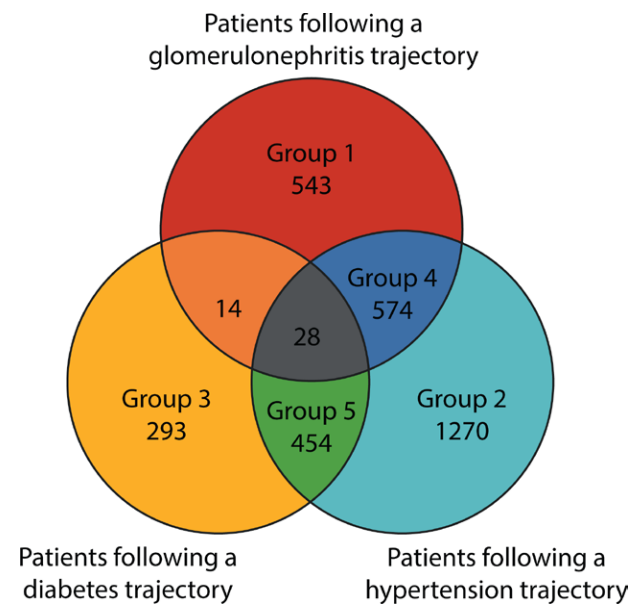 Patients following a
glomerulonephritis trajectory
Group 1
543
Group 4
574
14
28
Group 3
293
Group 5
454
Group 2
1270
Patients following a
diabetes trajectory
Patients following a
hypertension trajectory